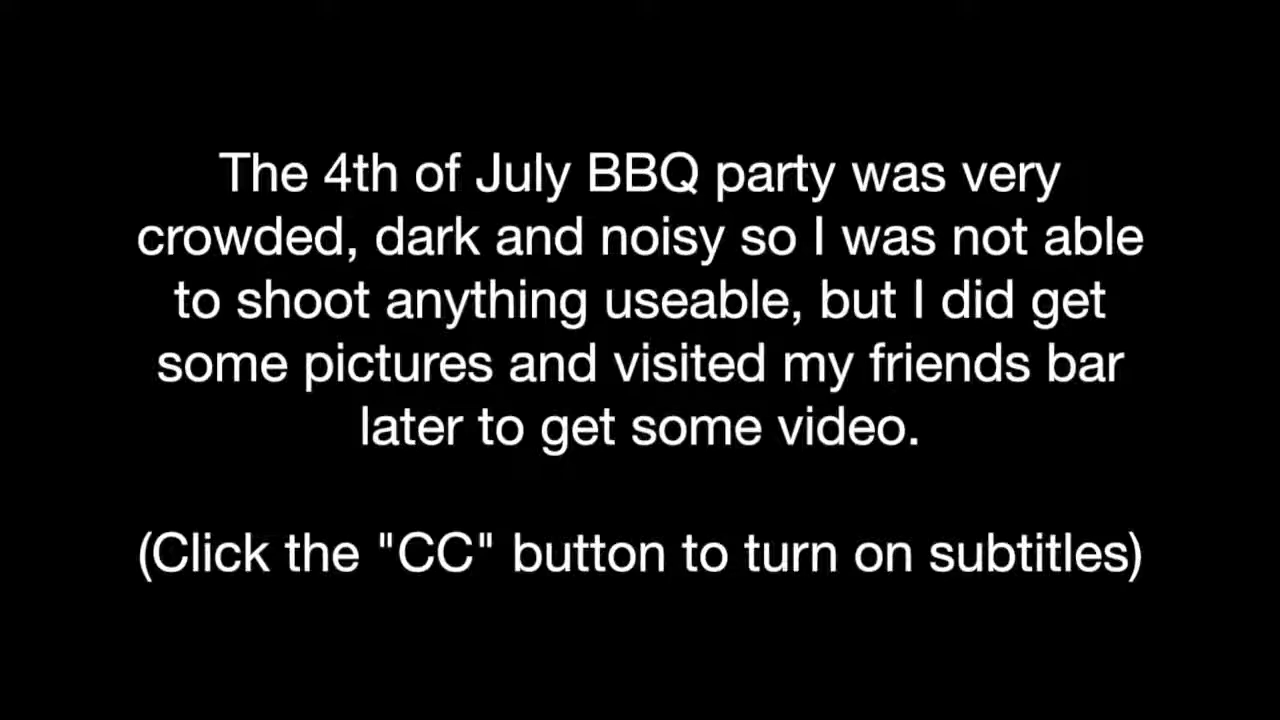 The 4th of July BBQ party was very
crowded, dark and noisy so I was not able
to shoot anything useable, but I did get
some pictures and visited my friends bar
later to get some video.
(Click the "CC" button to turn on subtitles)